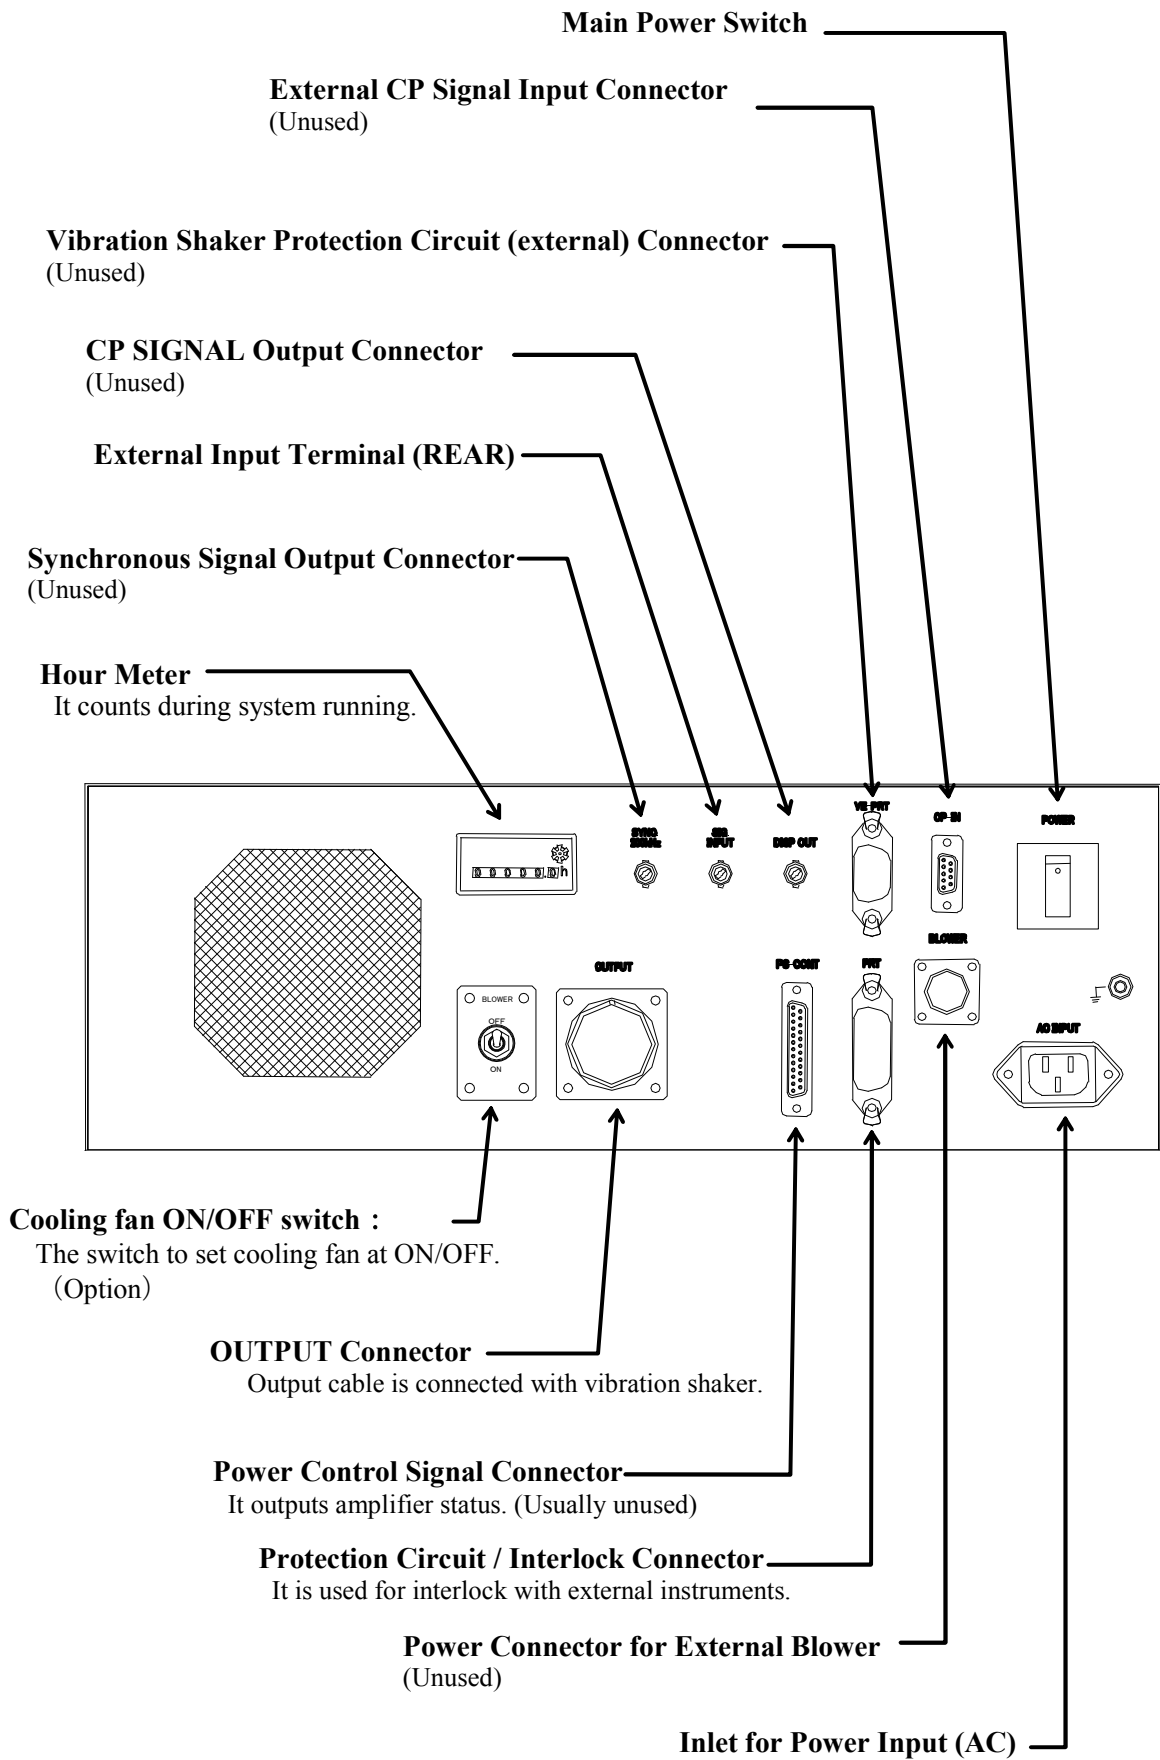 Main Power Switch
External CP Signal Input Connector
(Unused)
Vibration Shaker Protection Circuit (external) Connector
(Unused)
CP SIGNAL Output Connector
(Unused)
External Input Terminal (REAR)
Synchronous Signal Output Connector
(Unused)
Hour Meter
It counts during system running.
VE-PRT
CP-IN
POWER
SYNC
SIG
INPUT
DISP OUT
0 0 0 0 0.0 h
BLOWER
OUTPUT
PS-CONT
PRT
BLOWER
OFF
ON
AC INPUT
Cooling fan ON/OFF switch：
The switch to set cooling fan at ON/OFF.
（Option）
OUTPUT Connector
Output cable is connected with vibration shaker.
Power Control Signal Connector
It outputs amplifier status. (Usually unused)
Protection Circuit / Interlock Connector
It is used for interlock with external instruments.
Power Connector for External Blower
(Unused)
Inlet for Power Input (AC)